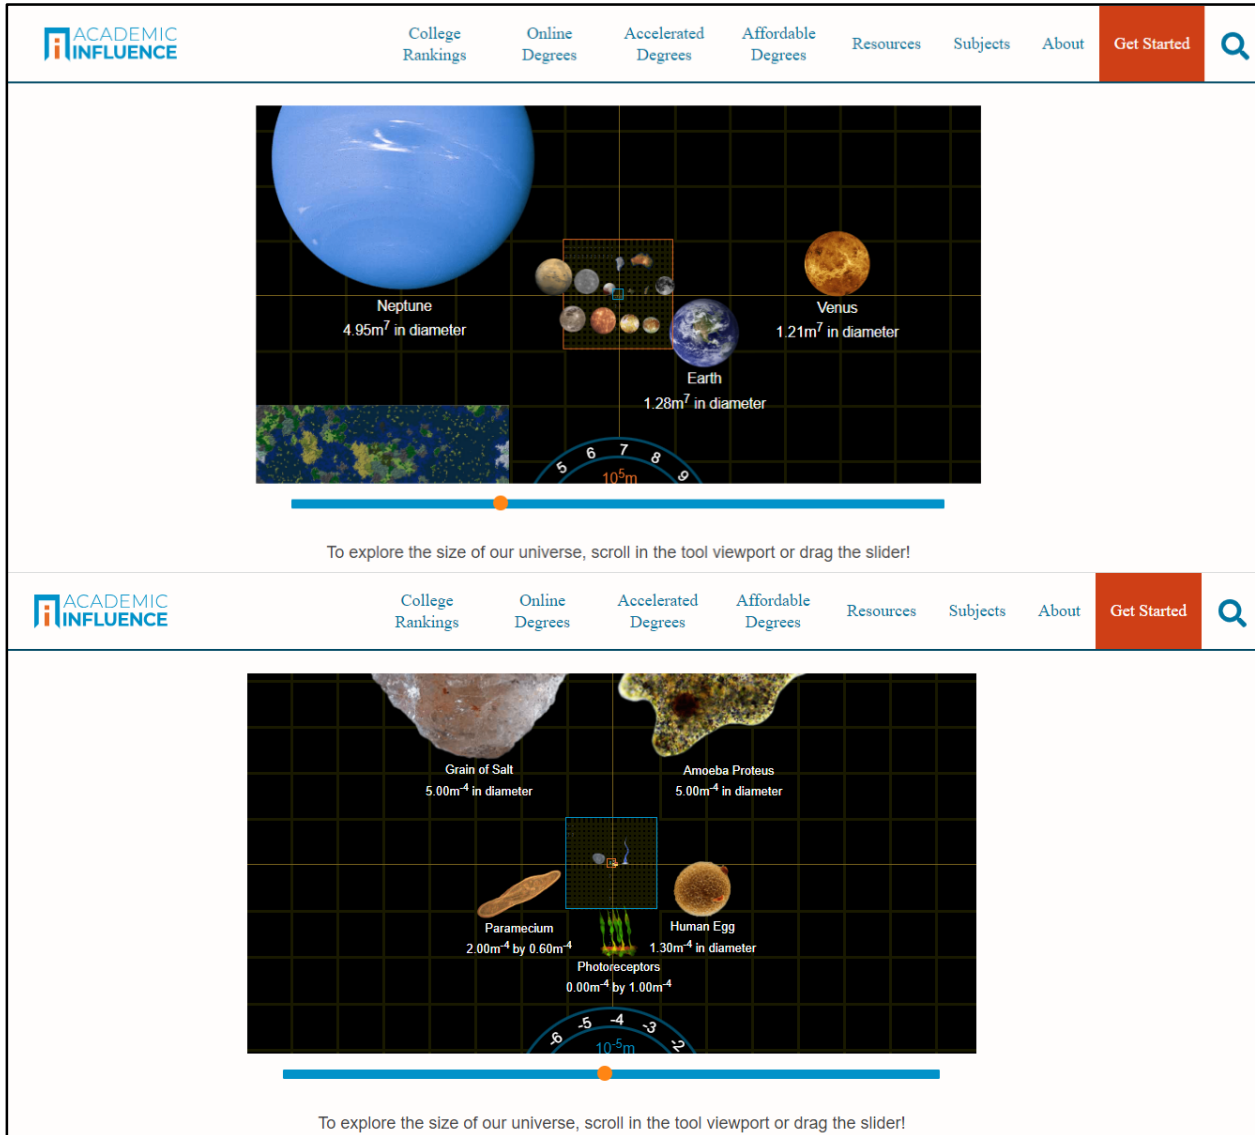 ACADEMIC
INFLUENCE
College Rankings
Online Degrees
Accelerated Degrees
Affordable Degrees
Resources
Subjects
About
Get Started
Neptune
4.95m⁷ in diameter
Venus
1.21m⁷ in diameter
Earth
1.28m⁷ in diameter
5 6 7 8 9
10⁵m
To explore the size of our universe, scroll in the tool viewport or drag the slider!
ACADEMIC
INFLUENCE
College Rankings
Online Degrees
Accelerated Degrees
Affordable Degrees
Resources
Subjects
About
Get Started
Grain of Salt
5.00m⁻⁴ in diameter
Amoeba Proteus
5.00m⁻⁴ in diameter
Paramecium
2.00m⁻⁴ by 0.60m⁻⁴
Human Egg
1.30m⁻⁴ in diameter
Photoreceptors
0.00m⁻⁴ by 1.00m⁻⁴
-6 -5 -4 -3 -2
10⁻⁵m
To explore the size of our universe, scroll in the tool viewport or drag the slider!